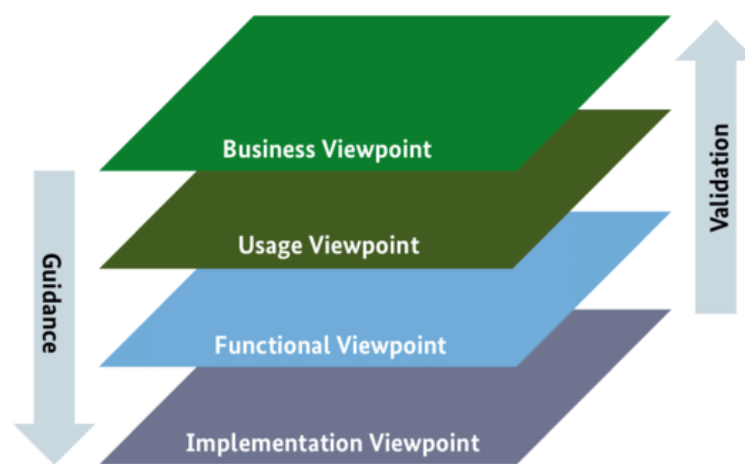 Business Viewpoint
Usage Viewpoint
Functional Viewpoint
Implementation Viewpoint
Guidance
Validation